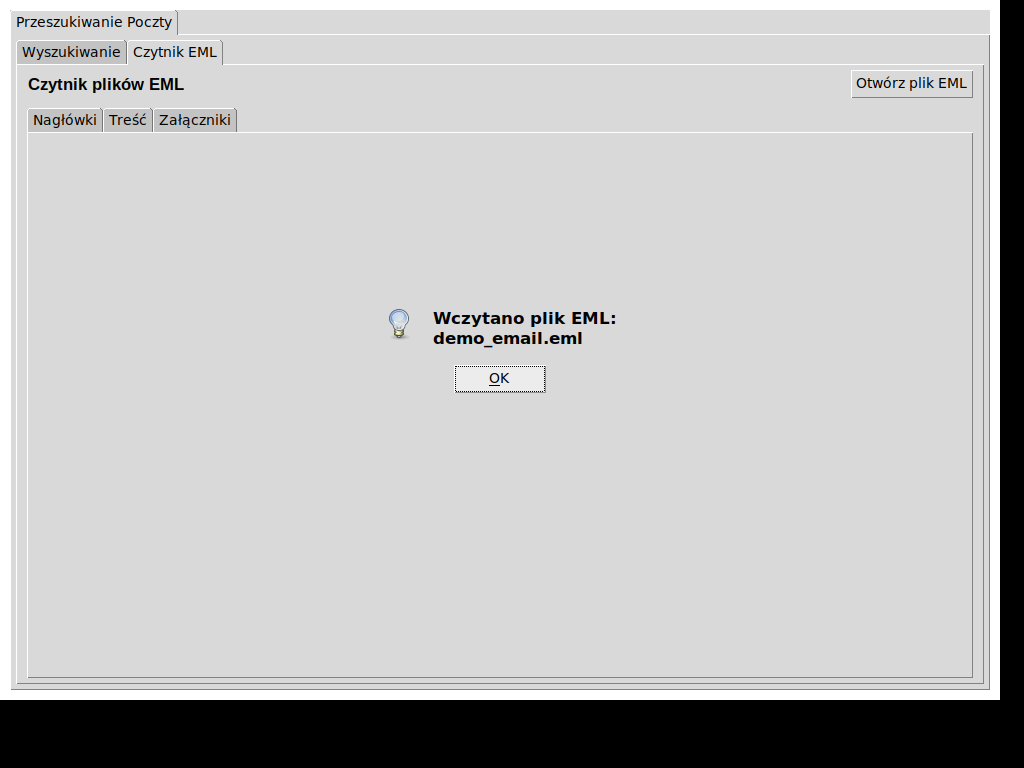 Przeszukiwanie Poczty
Wyszukiwanie Czytnik EML
Czytnik plików EML Otwórz plik EML
Nagłówki Treść Załączniki
Wczytano plik EML:
demo_email.eml
OK